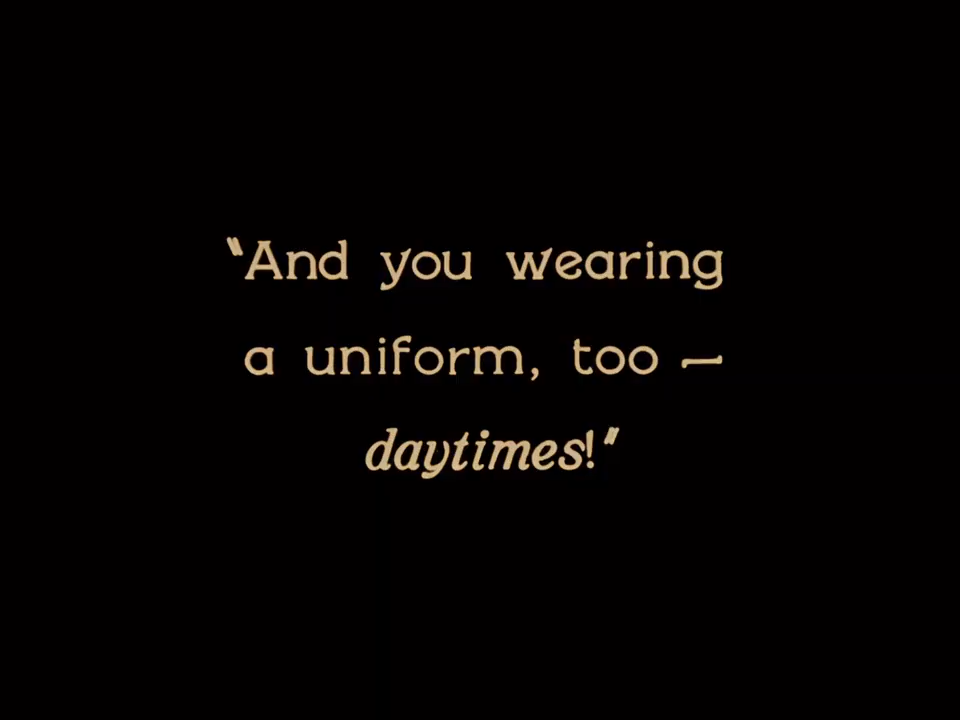 "And you wearing
a uniform, too —
daytimes!"